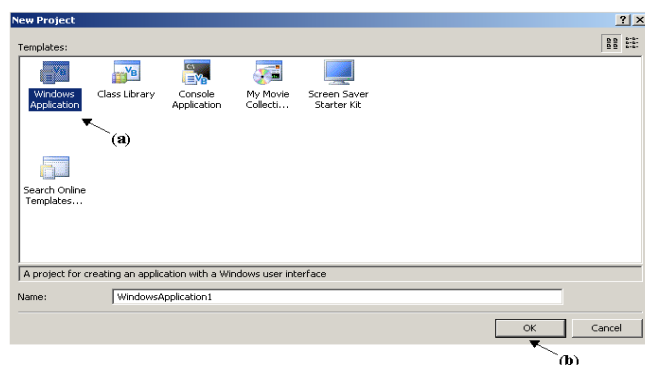 New Project
Templates:
Windows Application
Class Library
Console Application
My Movie Collecti...
Screen Saver Starter Kit
(a)
Search Online Templates...
A project for creating an application with a Windows user interface
Name: WindowsApplication1
OK Cancel
(b)